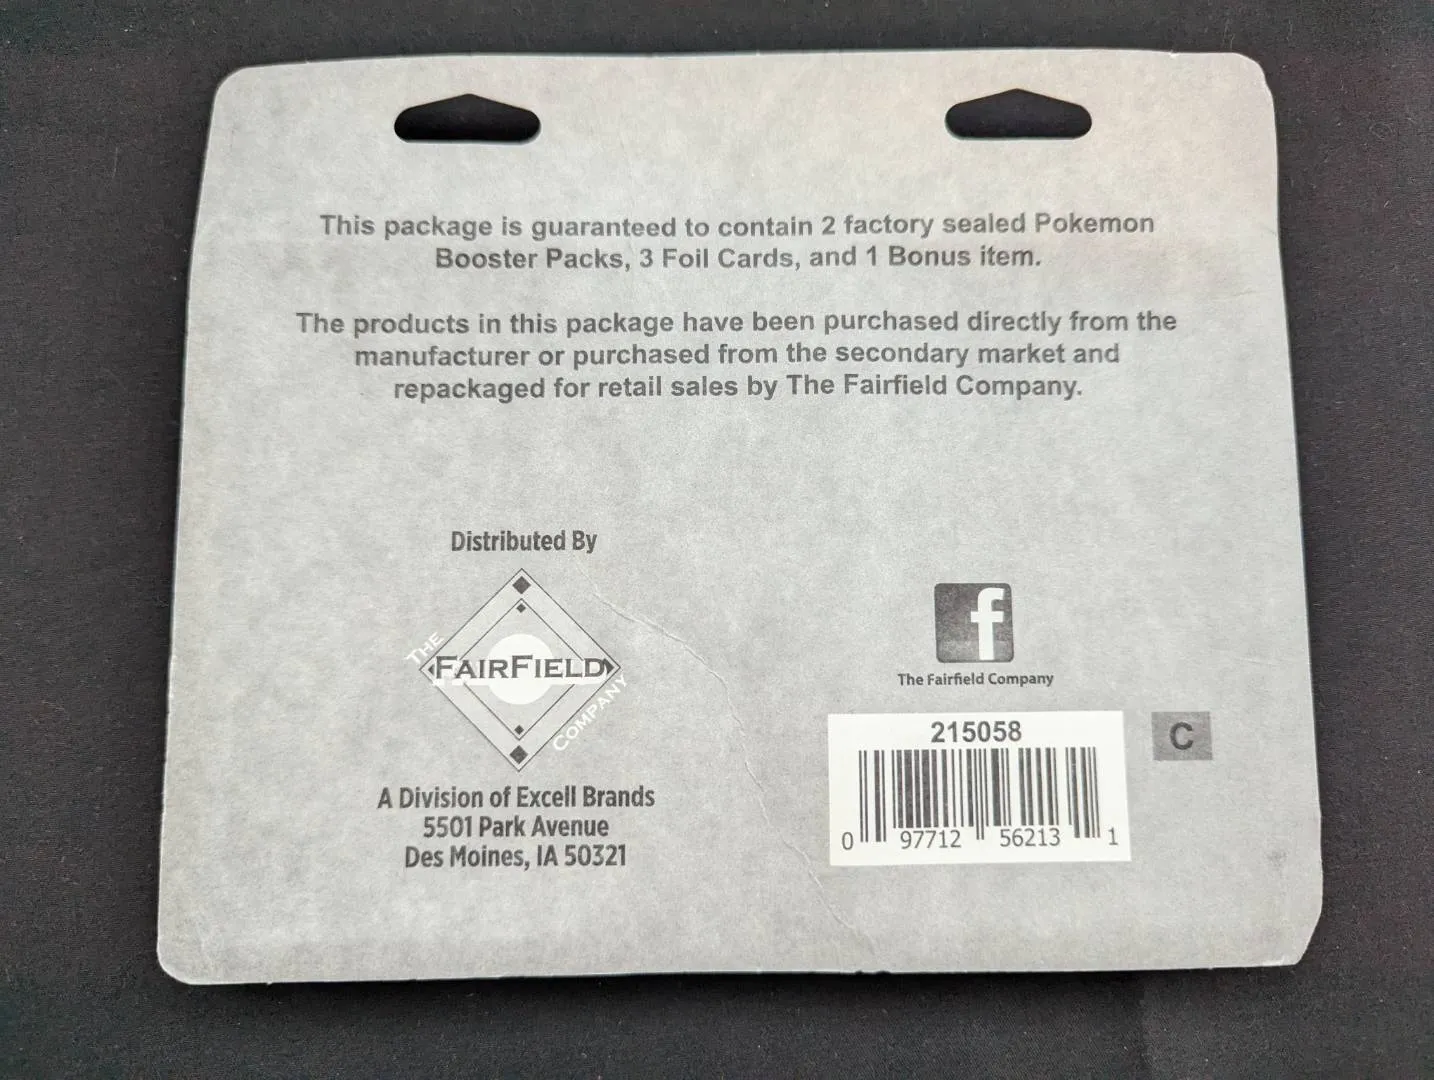 This package is guaranteed to contain 2 factory sealed Pokemon
Booster Packs, 3 Foil Cards, and 1 Bonus item.
The products in this package have been purchased directly from the
manufacturer or purchased from the secondary market and
repackaged for retail sales by The Fairfield Company.
Distributed By
THE
FAIRFIELD
COMPANY
A Division of Excell Brands
5501 Park Avenue
Des Moines, IA 50321
f
The Fairfield Company
215058
C
0 97712 56213 1